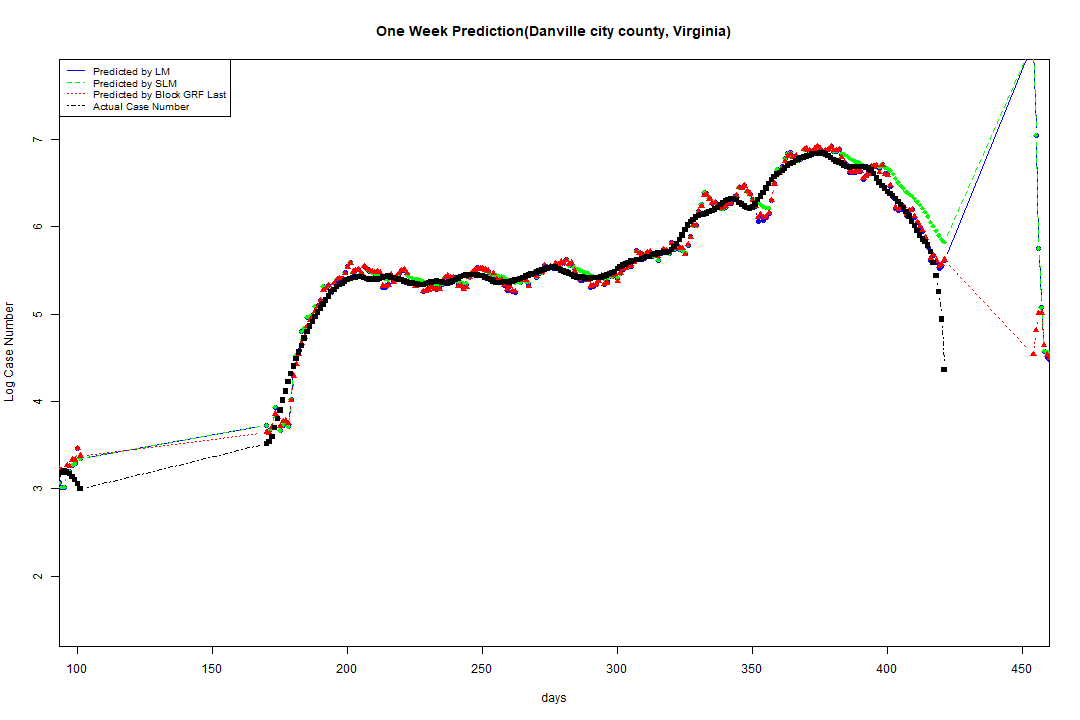 One Week Prediction(Danville city county, Virginia)
Predicted by LM
Predicted by SLM
Predicted by Block GRF Last
Actual Case Number
7
6
5
4
3
2
Log Case Number
100 150 200 250 300 350 400 450
days